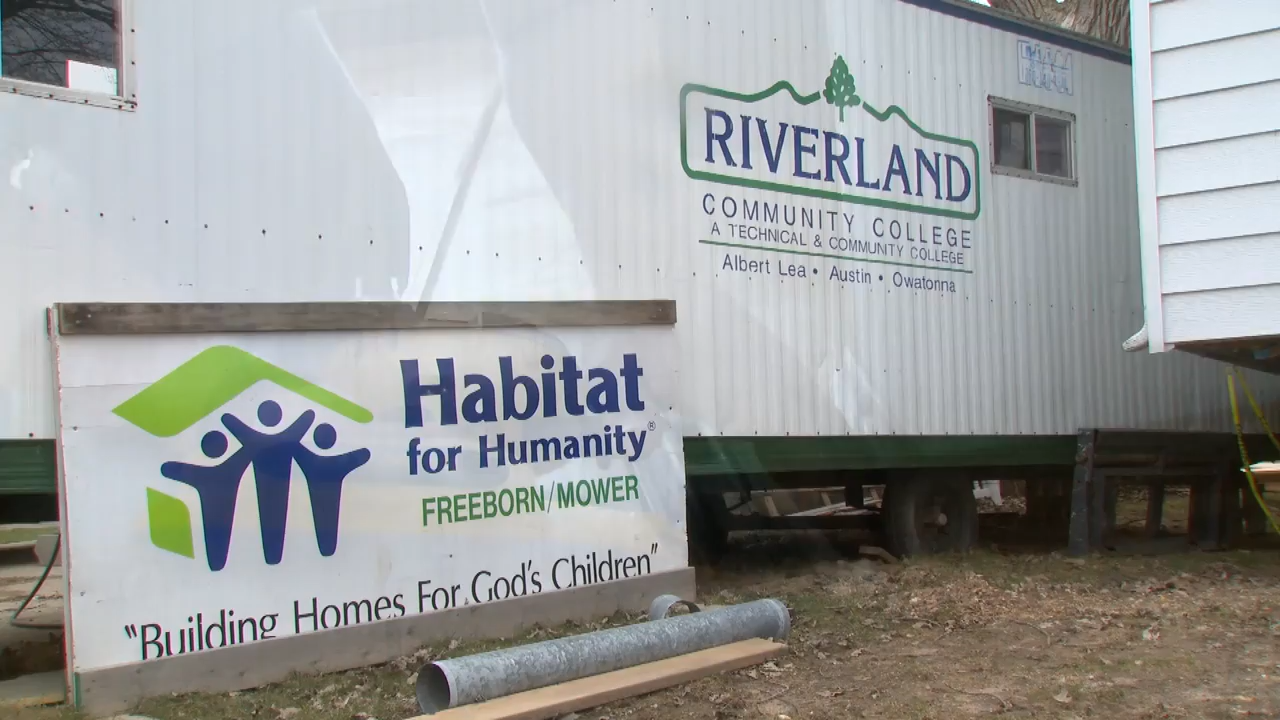 RIVERLAND
COMMUNITY COLLEGE
A TECHNICAL & COMMUNITY COLLEGE
Albert Lea • Austin • Owatonna
Habitat
for Humanity®
FREEBORN/MOWER
"Building Homes For God's Children"